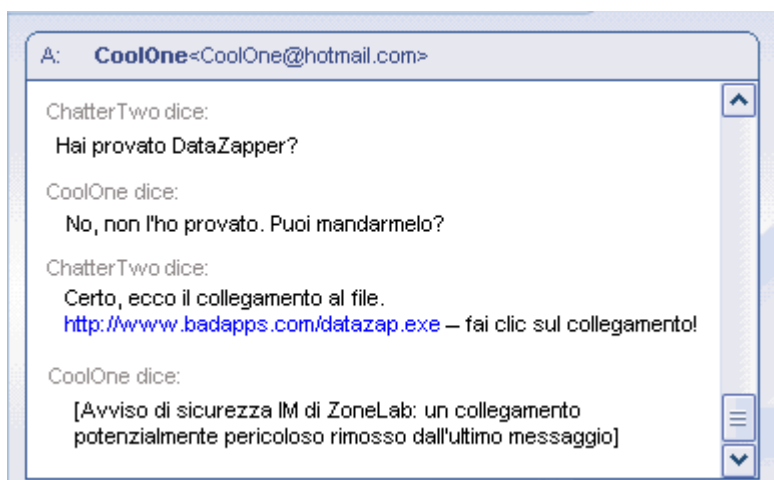 A: CoolOne<CoolOne@hotmail.com>
ChatterTwo dice:
Hai provato DataZapper?
CoolOne dice:
No, non l'ho provato. Puoi mandarmelo?
ChatterTwo dice:
Certo, ecco il collegamento al file.
http://www.badapps.com/datazap.exe – fai clic sul collegamento!
CoolOne dice:
[Avviso di sicurezza IM di ZoneLab: un collegamento
potenzialmente pericoloso rimosso dall'ultimo messaggio]